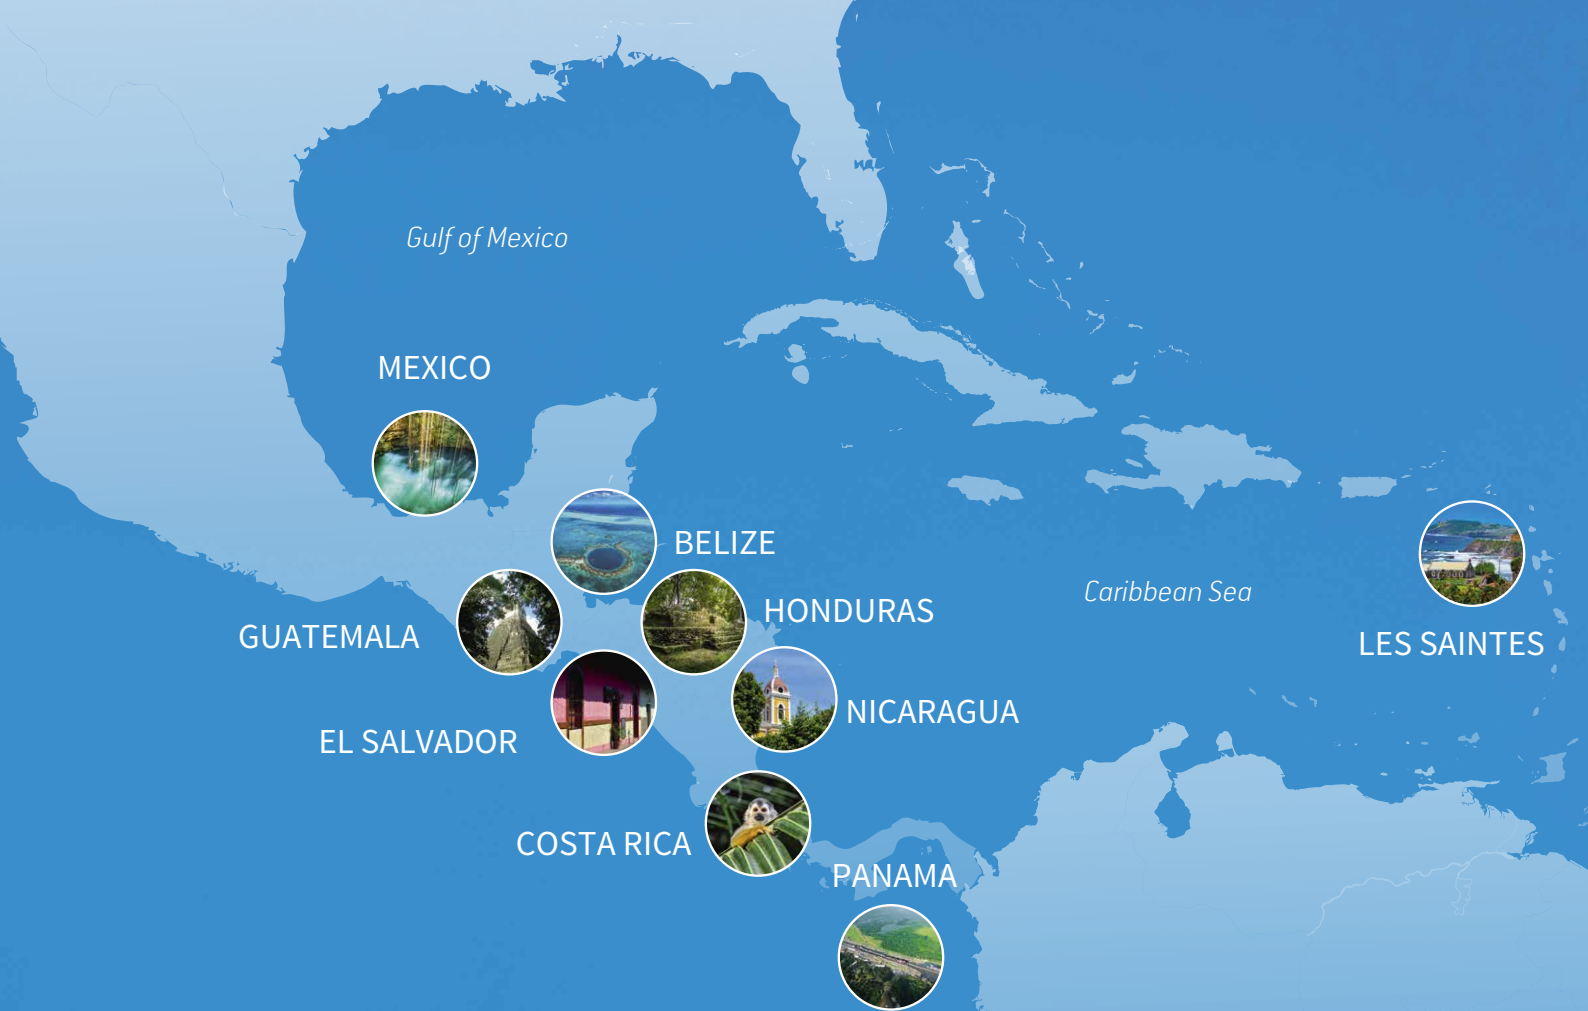 Gulf of Mexico
MEXICO
BELIZE
Caribbean Sea
HONDURAS
GUATEMALA
LES SAINTES
NICARAGUA
EL SALVADOR
COSTA RICA
PANAMA